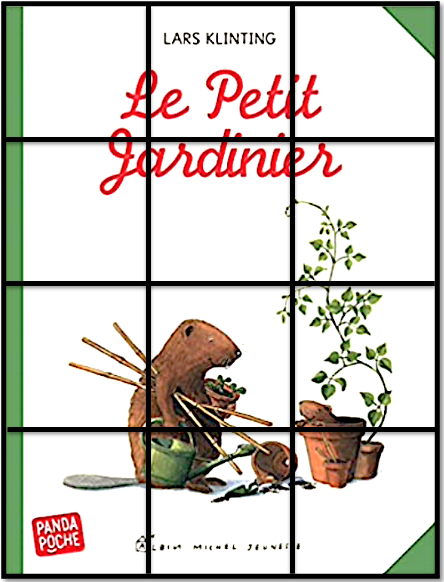 LARS KLINTING
Le Petit
Jardinier
PANDA
POCHE
ALBIN MICHEL JEUNESSE